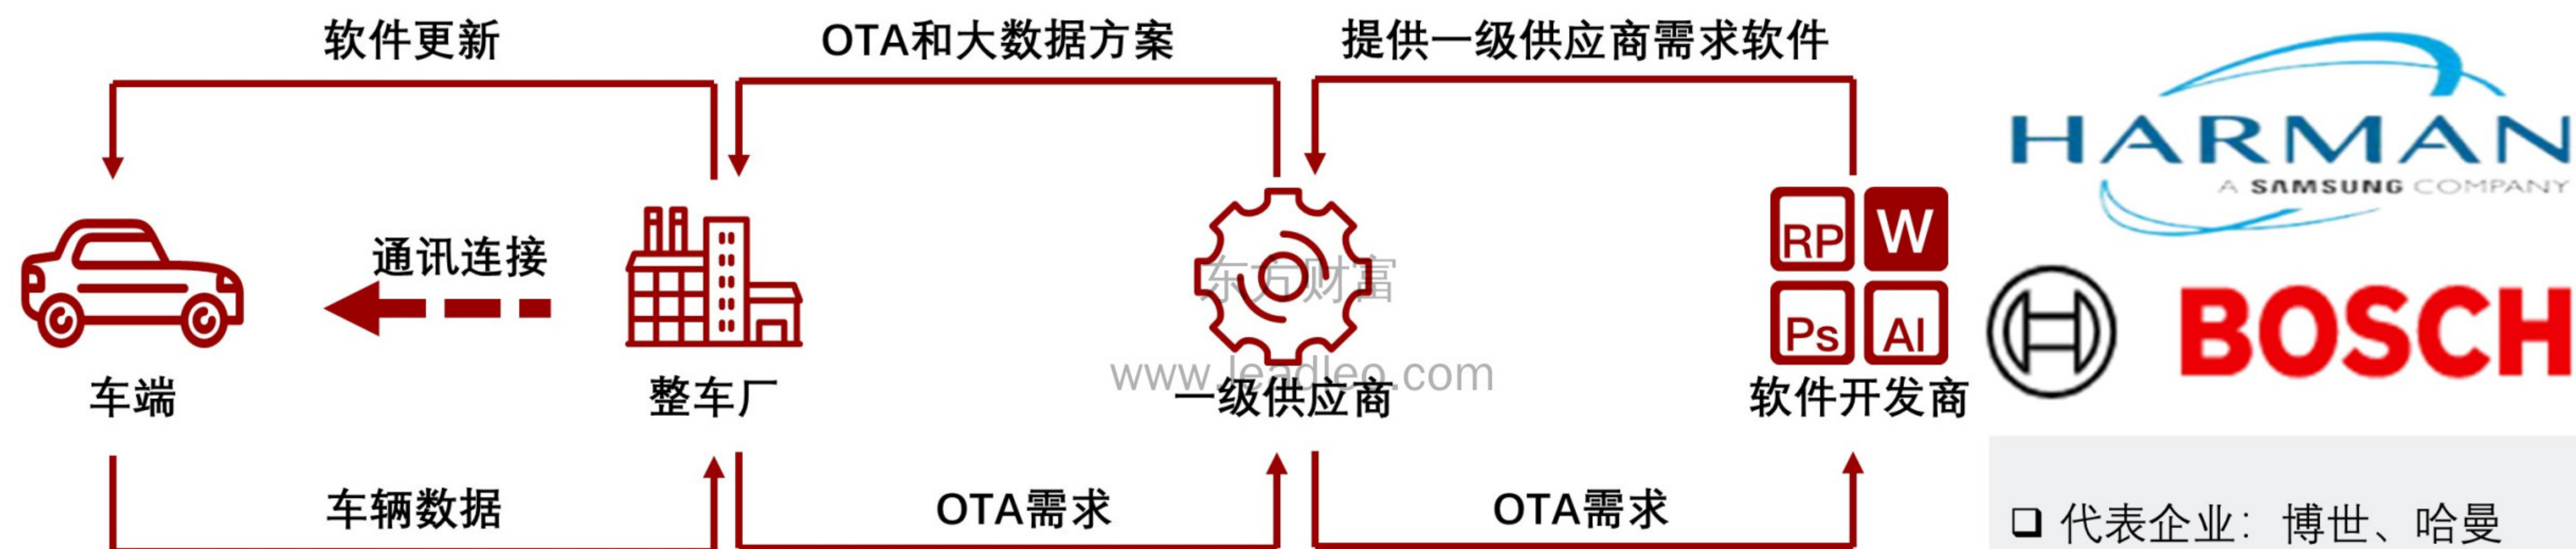 软件更新
OTA和大数据方案
提供一级供应商需求软件
HARMAN
A SAMSUNG COMPANY
通讯连接
RP
W
Ps
AI
东方财富
www.leadleo.com
BOSCH
车端
整车厂
一级供应商
软件开发商
车辆数据
OTA需求
OTA需求
❑ 代表企业：博世、哈曼